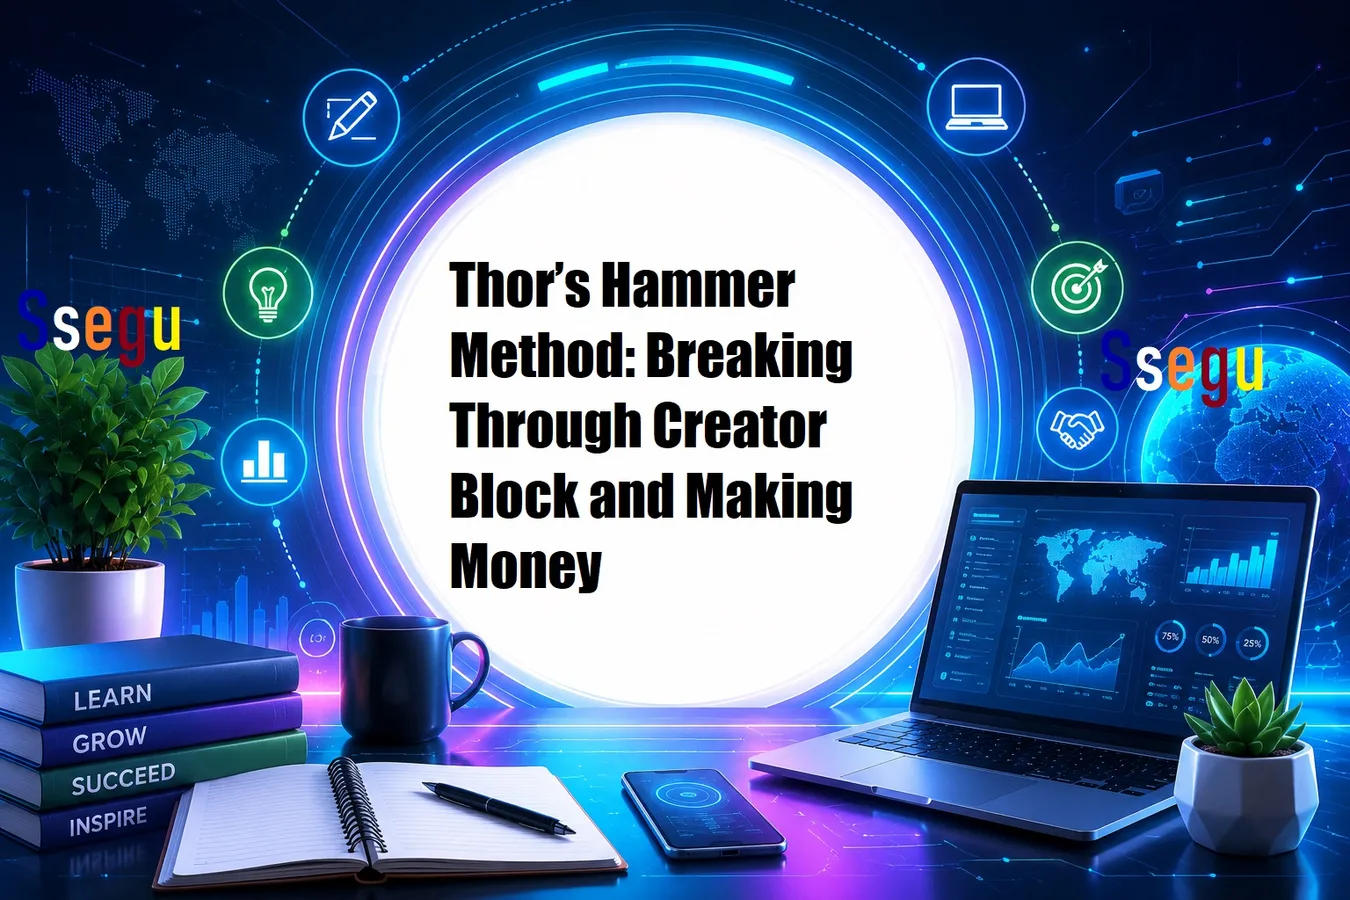 Thor’s Hammer
Method: Breaking
Through Creator
Block and Making
Money
Ssegu
Ssegu
LEARN
GROW
SUCCEED
INSPIRE
75%
50%
25%